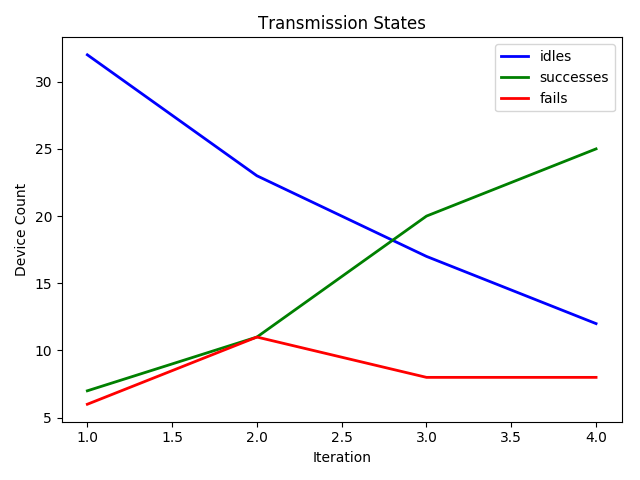 Transmission States
idles
successes
fails
30
25
20
15
10
5
Device Count
1.0 1.5 2.0 2.5 3.0 3.5 4.0
Iteration